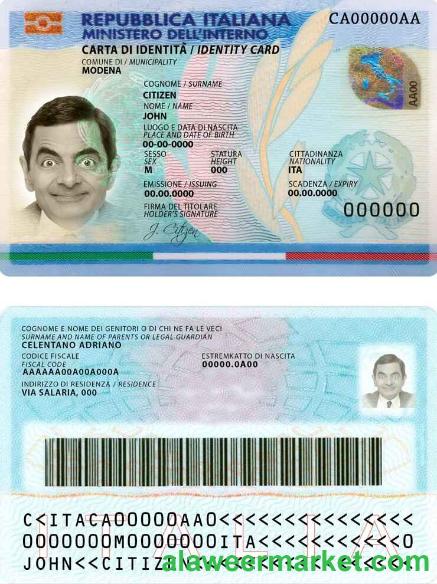 REPUBBLICA ITALIANA
CA00000AA
MINISTERO DELL'INTERNO
CARTA DI IDENTITÀ / IDENTITY CARD
COMUNE DI / MUNICIPALITY
MODENA
COGNOME / SURNAME
CITIZEN
NOME / NAME
JOHN
LUOGO E DATA DI NASCITA
PLACE AND DATE OF BIRTH
00-00-0000
SESSO STATURA CITTADINANZA
SEX HEIGHT NATIONALITY
M 000 ITA
EMISSIONE / ISSUING SCADENZA / EXPIRY
00.00.0000 00.00.0000
FIRMA DEL TITOLARE
HOLDER'S SIGNATURE
J. Citizen
000000
AA00
COGNOME E NOME DEI GENITORI O DI CHI NE FA LE VECI
SURNAME AND NAME OF PARENTS OR LEGAL GUARDIAN
CELENTANO ADRIANO
CODICE FISCALE ESTREMKATTO DI NASCITA
FISCAL CODE 00000.0A00
AAAAAA00A00A000A
INDIRIZZO DI RESIDENZA / RESIDENCE
VIA SALARIA, 000
ITALIA
C<ITACA00000AA0<<<<<<<<<<<<<<<
0000000M0000000ITA<<<<<<<<<<<0
JOHN<<CITIZ
alaweermarket.com